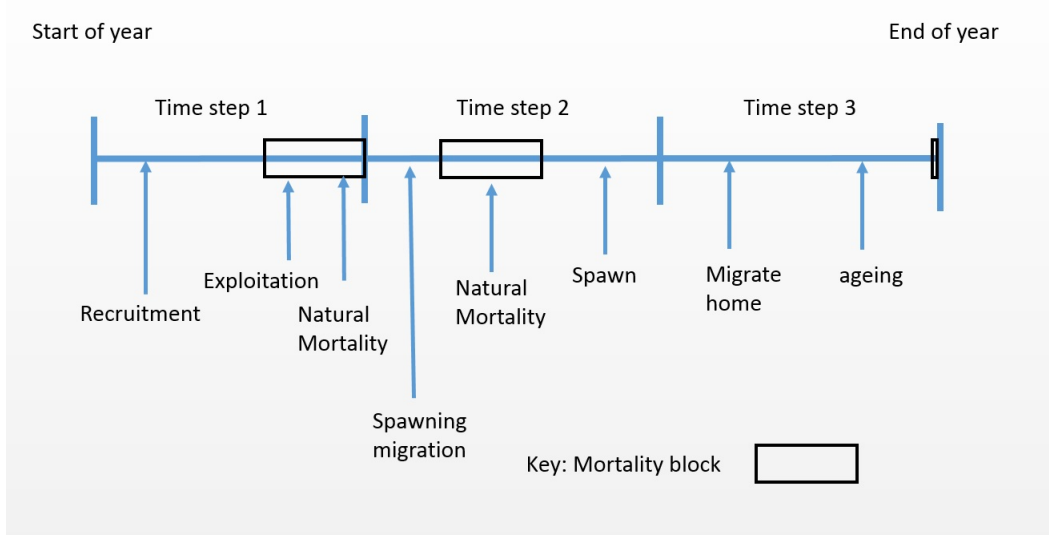 Start of year
End of year
Time step 1
Time step 2
Time step 3
Exploitation
Recruitment
Natural
Mortality
Spawning
migration
Natural
Mortality
Spawn
Migrate
home
ageing
Key: Mortality block